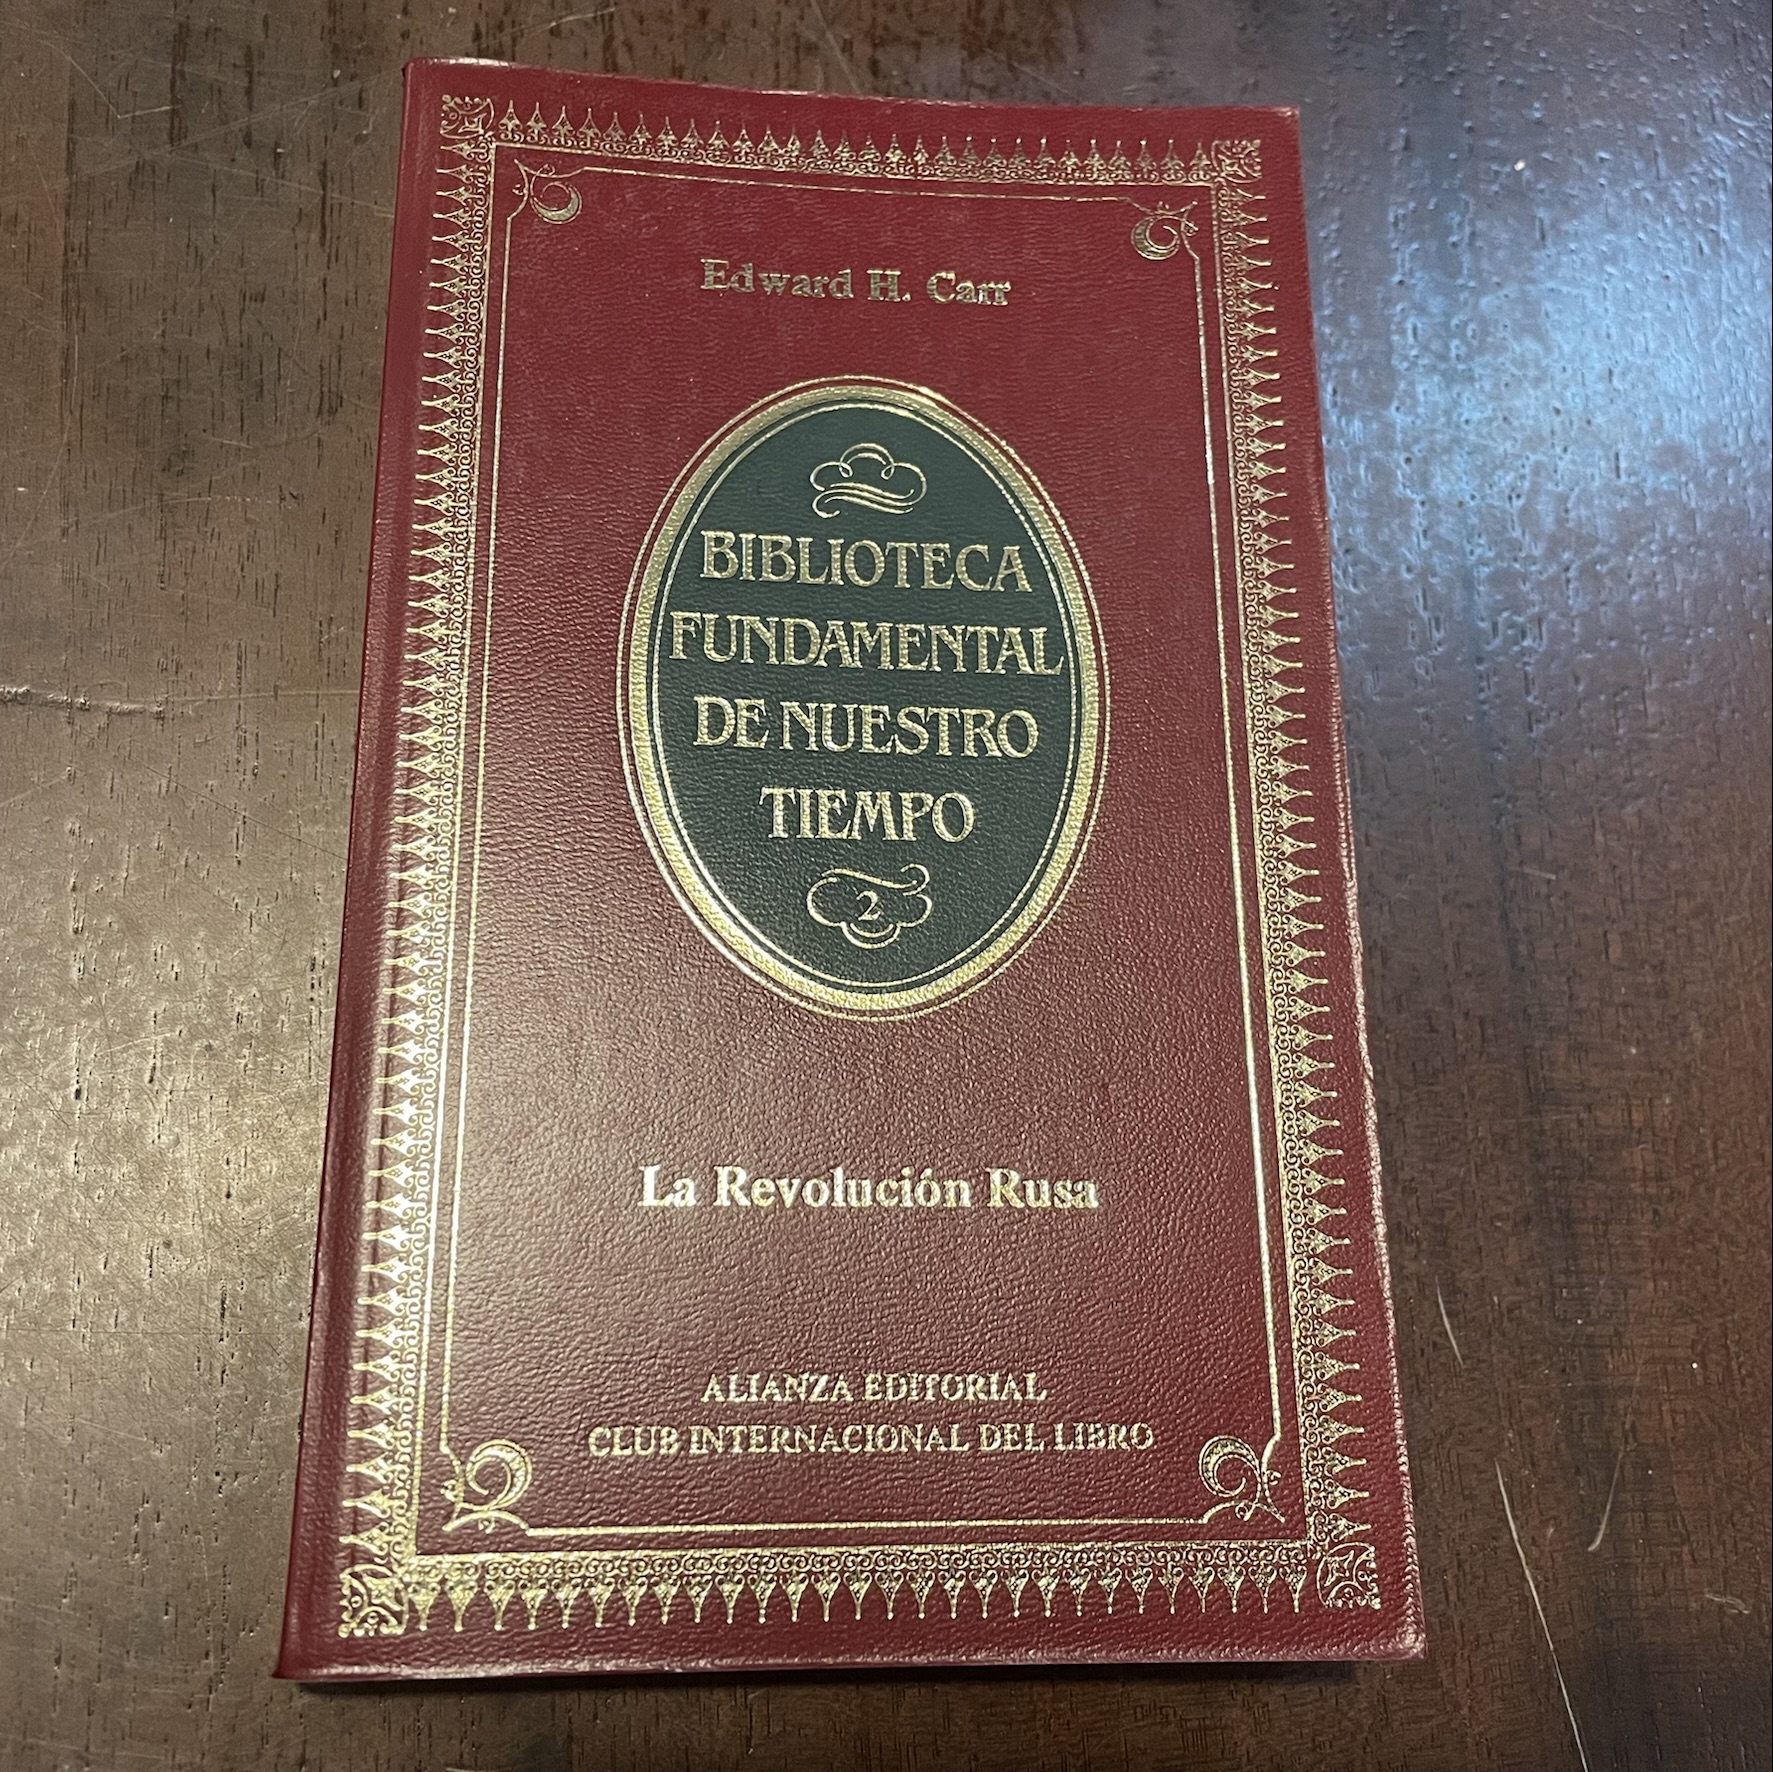 Edward H. Carr
BIBLIOTECA
FUNDAMENTAL
DE NUESTRO
TIEMPO
2
La Revolución Rusa
ALIANZA EDITORIAL
CLUB INTERNACIONAL DEL LIBRO